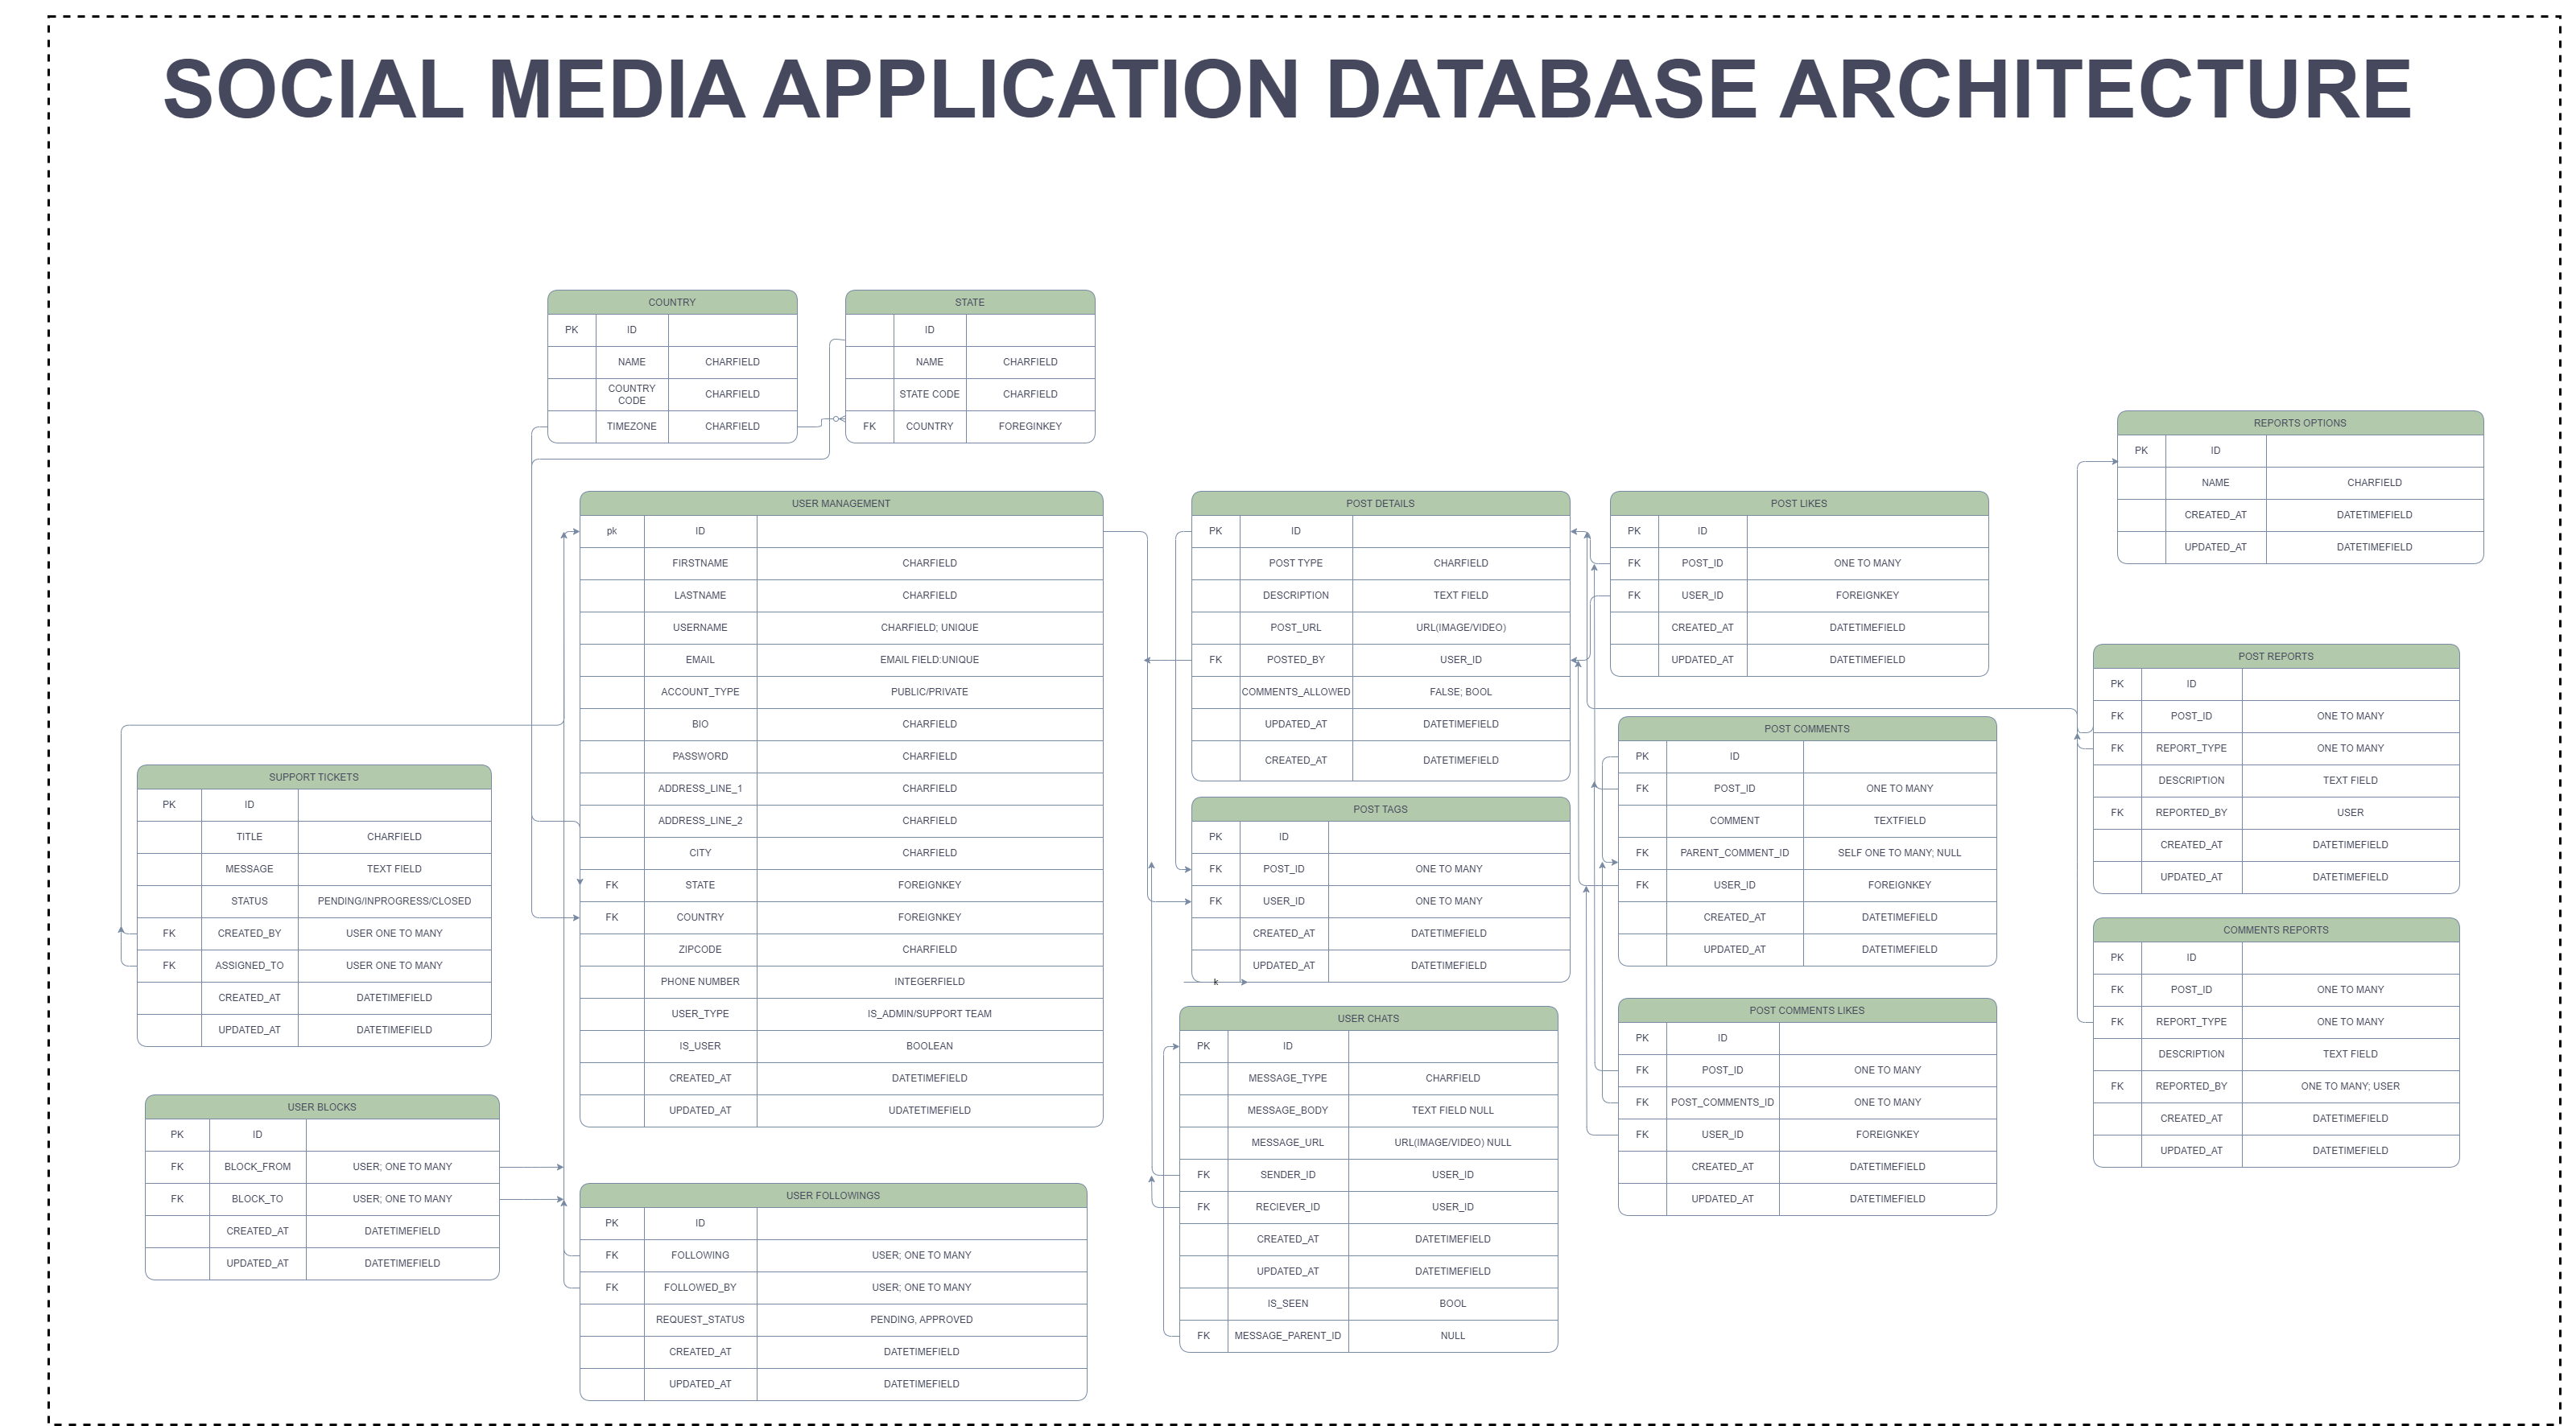 SOCIAL MEDIA APPLICATION DATABASE ARCHITECTURE
COUNTRY
PK ID
NAME CHARFIELD
COUNTRY
CODE CHARFIELD
TIMEZONE CHARFIELD
STATE
ID
NAME CHARFIELD
STATE CODE CHARFIELD
FK COUNTRY FOREGINKEY
REPORTS OPTIONS
PK ID
NAME CHARFIELD
CREATED_AT DATETIMEFIELD
UPDATED_AT DATETIMEFIELD
USER MANAGEMENT
pk ID
FIRSTNAME CHARFIELD
LASTNAME CHARFIELD
USERNAME CHARFIELD; UNIQUE
EMAIL EMAIL FIELD:UNIQUE
ACCOUNT_TYPE PUBLIC/PRIVATE
BIO CHARFIELD
PASSWORD CHARFIELD
ADDRESS_LINE_1 CHARFIELD
ADDRESS_LINE_2 CHARFIELD
CITY CHARFIELD
FK STATE FOREIGNKEY
FK COUNTRY FOREIGNKEY
ZIPCODE CHARFIELD
PHONE NUMBER INTEGERFIELD
USER_TYPE IS_ADMIN/SUPPORT TEAM
IS_USER BOOLEAN
CREATED_AT DATETIMEFIELD
UPDATED_AT UDATETIMEFIELD
POST DETAILS
PK ID
POST TYPE CHARFIELD
DESCRIPTION TEXT FIELD
POST_URL URL(IMAGE/VIDEO)
FK POSTED_BY USER_ID
COMMENTS_ALLOWED FALSE; BOOL
UPDATED_AT DATETIMEFIELD
CREATED_AT DATETIMEFIELD
POST LIKES
PK ID
FK POST_ID ONE TO MANY
FK USER_ID FOREIGNKEY
CREATED_AT DATETIMEFIELD
UPDATED_AT DATETIMEFIELD
POST REPORTS
PK ID
FK POST_ID ONE TO MANY
FK REPORT_TYPE ONE TO MANY
DESCRIPTION TEXT FIELD
FK REPORTED_BY USER
CREATED_AT DATETIMEFIELD
UPDATED_AT DATETIMEFIELD
POST COMMENTS
PK ID
FK POST_ID ONE TO MANY
COMMENT TEXTFIELD
FK PARENT_COMMENT_ID SELF ONE TO MANY; NULL
FK USER_ID FOREIGNKEY
CREATED_AT DATETIMEFIELD
UPDATED_AT DATETIMEFIELD
SUPPORT TICKETS
PK ID
TITLE CHARFIELD
MESSAGE TEXT FIELD
STATUS PENDING/INPROGRESS/CLOSED
FK CREATED_BY USER ONE TO MANY
FK ASSIGNED_TO USER ONE TO MANY
CREATED_AT DATETIMEFIELD
UPDATED_AT DATETIMEFIELD
POST TAGS
PK ID
FK POST_ID ONE TO MANY
FK USER_ID ONE TO MANY
CREATED_AT DATETIMEFIELD
UPDATED_AT DATETIMEFIELD
k
COMMENTS REPORTS
PK ID
FK POST_ID ONE TO MANY
FK REPORT_TYPE ONE TO MANY
DESCRIPTION TEXT FIELD
FK REPORTED_BY ONE TO MANY; USER
CREATED_AT DATETIMEFIELD
UPDATED_AT DATETIMEFIELD
POST COMMENTS LIKES
PK ID
FK POST_ID ONE TO MANY
FK POST_COMMENTS_ID ONE TO MANY
FK USER_ID FOREIGNKEY
CREATED_AT DATETIMEFIELD
UPDATED_AT DATETIMEFIELD
USER CHATS
PK ID
MESSAGE_TYPE CHARFIELD
MESSAGE_BODY TEXT FIELD NULL
MESSAGE_URL URL(IMAGE/VIDEO) NULL
FK SENDER_ID USER_ID
FK RECIEVER_ID USER_ID
CREATED_AT DATETIMEFIELD
UPDATED_AT DATETIMEFIELD
IS_SEEN BOOL
FK MESSAGE_PARENT_ID NULL
USER BLOCKS
PK ID
FK BLOCK_FROM USER; ONE TO MANY
FK BLOCK_TO USER; ONE TO MANY
CREATED_AT DATETIMEFIELD
UPDATED_AT DATETIMEFIELD
USER FOLLOWINGS
PK ID
FK FOLLOWING USER; ONE TO MANY
FK FOLLOWED_BY USER; ONE TO MANY
REQUEST_STATUS PENDING, APPROVED
CREATED_AT DATETIMEFIELD
UPDATED_AT DATETIMEFIELD